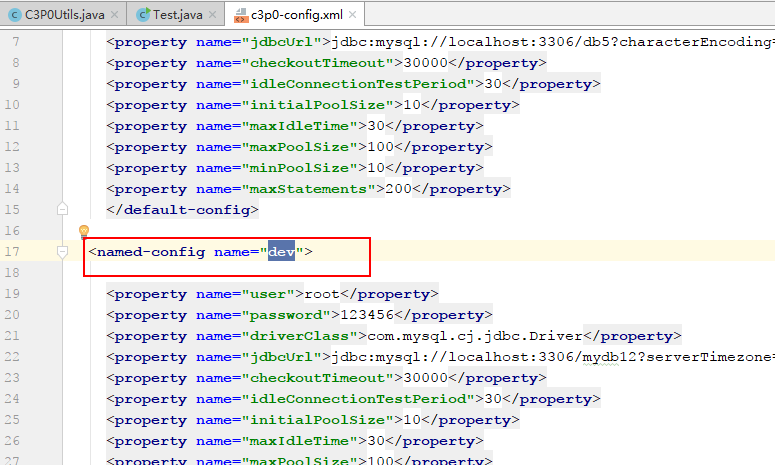 C3P0Utils.java × Test.java × c3p0-config.xml ×
7 <property name="jdbcUrl">jdbc:mysql://localhost:3306/db5?characterEncoding=
8 <property name="checkoutTimeout">30000</property>
9 <property name="idleConnectionTestPeriod">30</property>
10 <property name="initialPoolSize">10</property>
11 <property name="maxIdleTime">30</property>
12 <property name="maxPoolSize">100</property>
13 <property name="minPoolSize">10</property>
14 <property name="maxStatements">200</property>
15 </default-config>
16
17 <named-config name="dev">
18
19 <property name="user">root</property>
20 <property name="password">123456</property>
21 <property name="driverClass">com.mysql.cj.jdbc.Driver</property>
22 <property name="jdbcUrl">jdbc:mysql://localhost:3306/mydb12?serverTimezone=
23 <property name="checkoutTimeout">30000</property>
24 <property name="idleConnectionTestPeriod">30</property>
25 <property name="initialPoolSize">10</property>
26 <property name="maxIdleTime">30</property>
27 <property name="maxPoolSize">100</property>